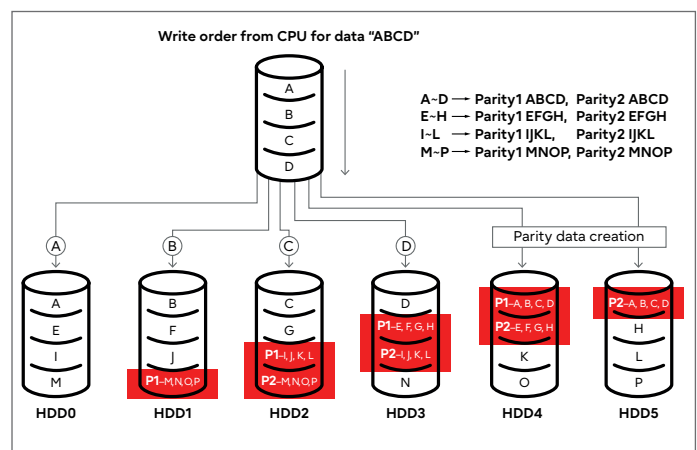 Write order from CPU for data “ABCD”
A
B
C
D
A~D → Parity1 ABCD, Parity2 ABCD
E~H → Parity1 EFGH, Parity2 EFGH
I~L → Parity1 IJKL, Parity2 IJKL
M~P → Parity1 MNOP, Parity2 MNOP
A
B
C
D
Parity data creation
A
E
I
M
HDD0
B
F
J
P1–M,N,O,P
HDD1
C
G
P1–I, J, K, L
P2–M,N,O,P
HDD2
D
P1–E, F, G, H
P2–I, J, K, L
N
HDD3
P1–A, B, C, D
P2–E, F, G, H
K
O
HDD4
P2–A, B, C, D
H
L
P
HDD5